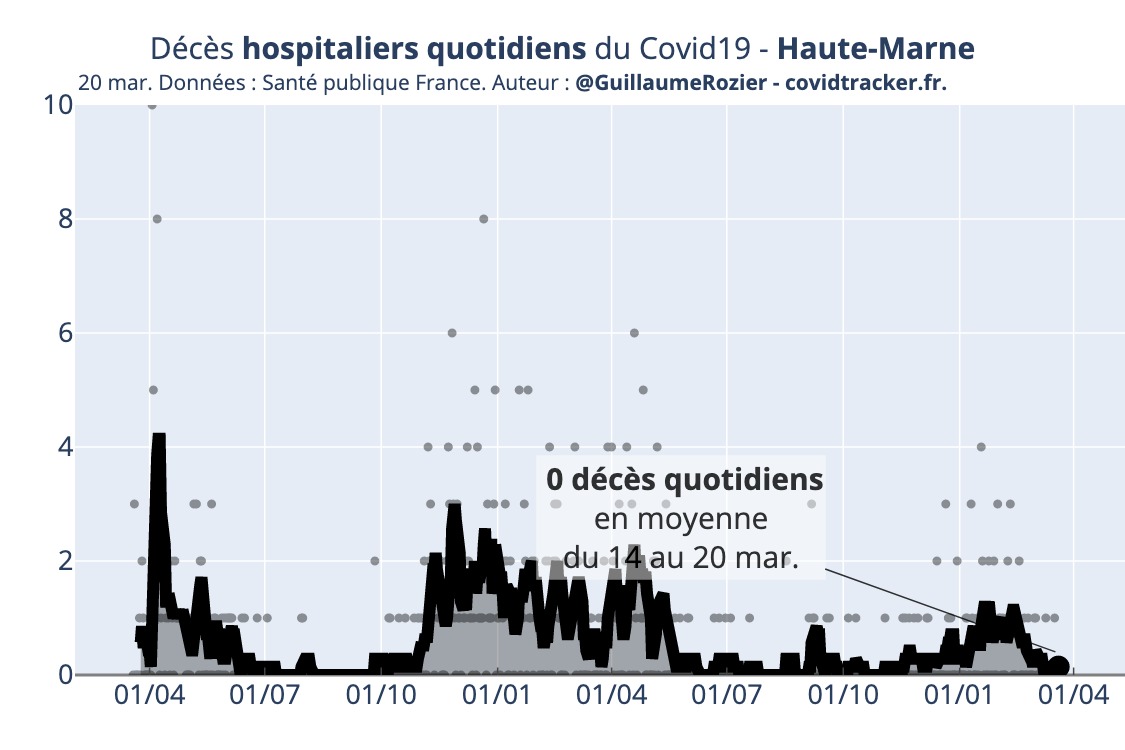 Décès hospitaliers quotidiens du Covid19 - Haute-Marne
20 mar. Données : Santé publique France. Auteur : @GuillaumeRozier - covidtracker.fr.
10
8
6
4
2
0
0 décès quotidiens
en moyenne
du 14 au 20 mar.
01/04 01/07 01/10 01/01 01/04 01/07 01/10 01/01 01/04